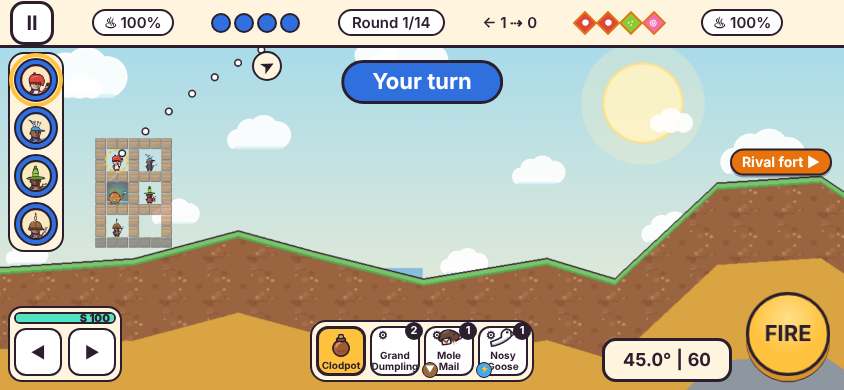 100%
Round 1/14
← 1 ⇢ 0
100%
Your turn
Rival fort ▶
S 100
Clodpot
2
Grand
Dumpling
1
Mole
Mail
1
Nosy
Goose
45.0° | 60
FIRE